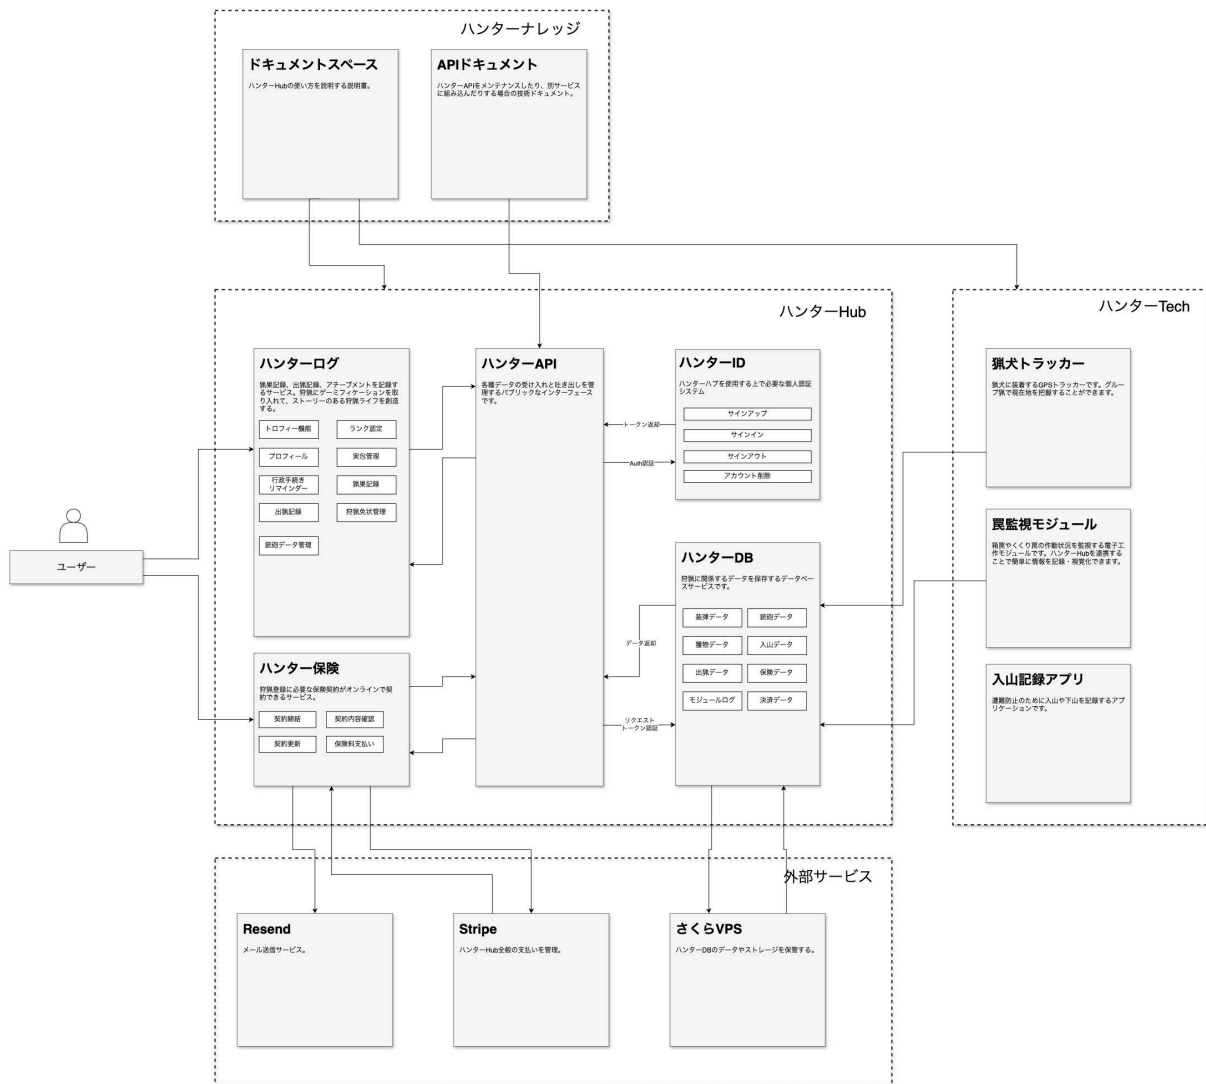 ハンターナレッジ
ドキュメントスペース
ハンターHubの使い方を説明する説明書。
APIドキュメント
ハンターAPIをメンテナンスしたり、別サービス
に組み込んだりする場合の技術ドキュメント。
ハンターHub
ハンターログ
猟果記録、出猟記録、アチーブメントを記録す
るサービス。狩猟にゲーミフィケーションを取
り入れて、ストーリーのある狩猟ライフを創造
する。
トロフィー機能
ランク認定
プロフィール
実包管理
行政手続き
リマインダー
猟果記録
出猟記録
狩猟免状管理
銃砲データ管理
ハンターAPI
各種データの受け入れと吐き出しを管
理するパブリックなインターフェース
です。
ハンターID
ハンターハブを使用する上で必要な個人認証
システム
サインアップ
サインイン
サインアウト
アカウント削除
トークン返却
Auth認証
ユーザー
ハンター保険
狩猟登録に必要な保険契約がオンラインで契
約できるサービス。
契約締結
契約内容確認
契約更新
保険料支払い
ハンターDB
狩猟に関係するデータを保存するデータベー
スサービスです。
装弾データ
銃砲データ
獲物データ
入山データ
出猟データ
保険データ
モジュールログ
決済データ
データ返却
リクエスト
トークン認証
ハンターTech
猟犬トラッカー
猟犬に装着するGPSトラッカーです。グルー
プ猟で現在地を把握することができます。
罠監視モジュール
箱罠やくくり罠の作動状況を監視する電子工
作モジュールです。ハンターHubを連携する
ことで簡単に情報を記録・視覚化できます。
入山記録アプリ
遭難防止のために入山や下山を記録するアプ
リケーションです。
外部サービス
Resend
メール送信サービス。
Stripe
ハンターHub全般の支払いを管理。
さくらVPS
ハンターDBのデータやストレージを保管する。